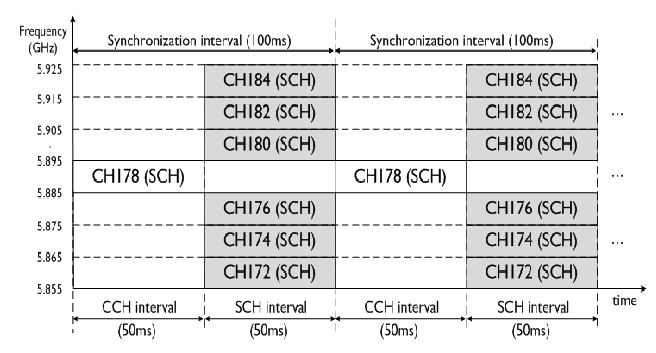 Frequency
(GHz)
Synchronization interval (100ms) Synchronization interval (100ms)
5.925
CH184 (SCH) CH184 (SCH)
5.915
CH182 (SCH) CH182 (SCH) ...
5.905
CH180 (SCH) CH180 (SCH)
5.895
CH178 (SCH) CH178 (SCH) ...
5.885
CH176 (SCH) CH176 (SCH)
5.875
CH174 (SCH) CH174 (SCH) ...
5.865
CH172 (SCH) CH172 (SCH)
5.855
time
CCH interval SCH interval CCH interval SCH interval
(50ms) (50ms) (50ms) (50ms)